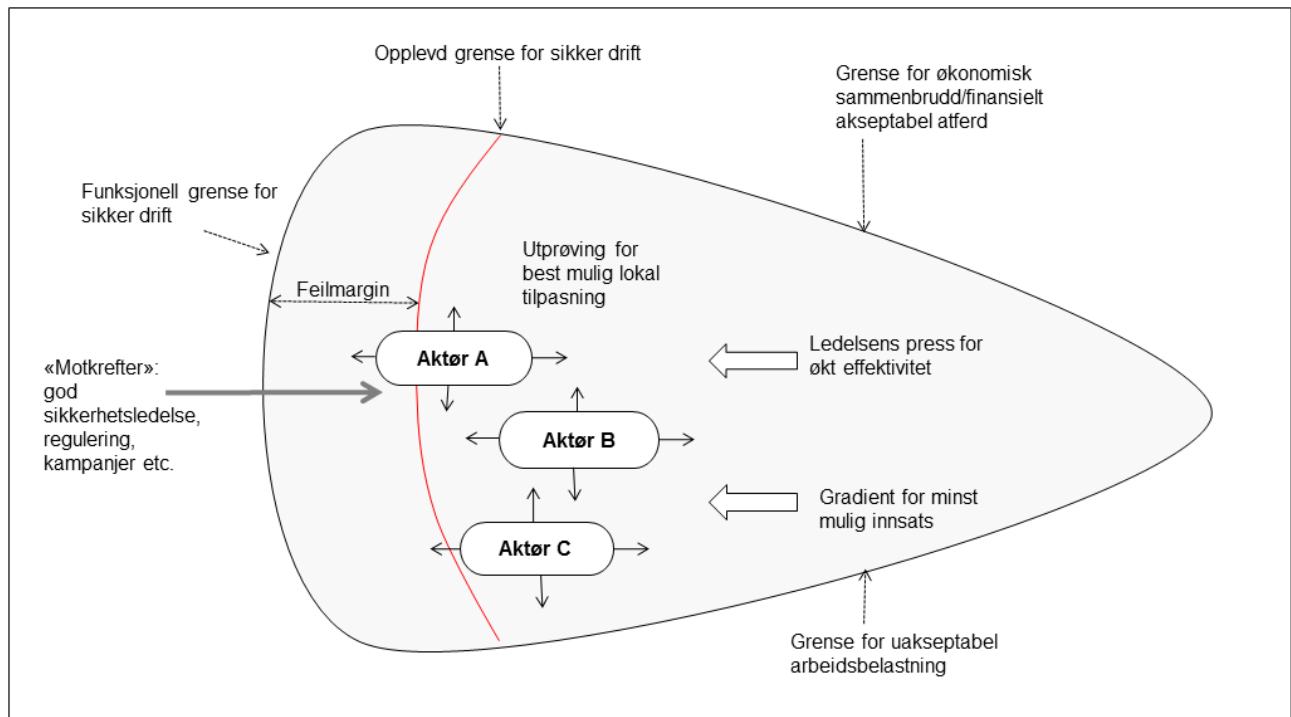 Opplevd grense for sikker drift
Grense for økonomisk
sammenbrudd/finansielt
akseptabel atferd
Funksjonell grense for
sikker drift
Utprøving for
best mulig lokal
tilpasning
Feilmargin
Ledelsens press for
økt effektivitet
«Motkrefter»:
god
sikkerhetsledelse,
regulering,
kampanjer etc.
Aktør A
Aktør B
Gradient for minst
mulig innsats
Aktør C
Grense for uakseptabel
arbeidsbelastning